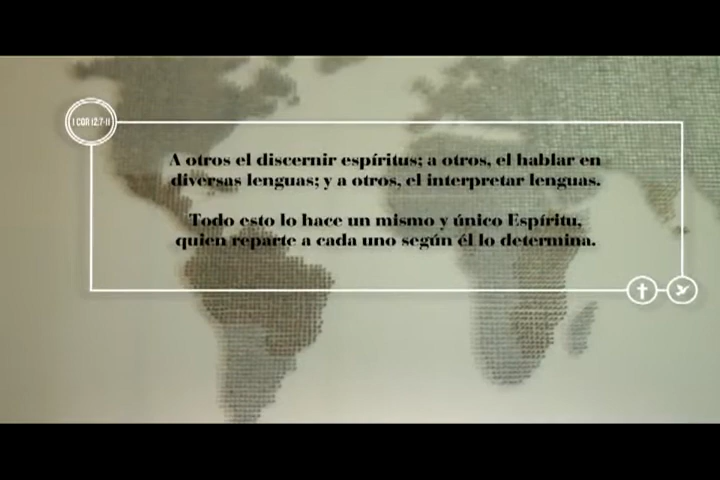 1 COR 12,7-11
A otros el discernir espíritus; a otros, el hablar en
diversas lenguas; y a otros, el interpretar lenguas.
Todo esto lo hace un mismo y único Espíritu,
quien reparte a cada uno según él lo determina.